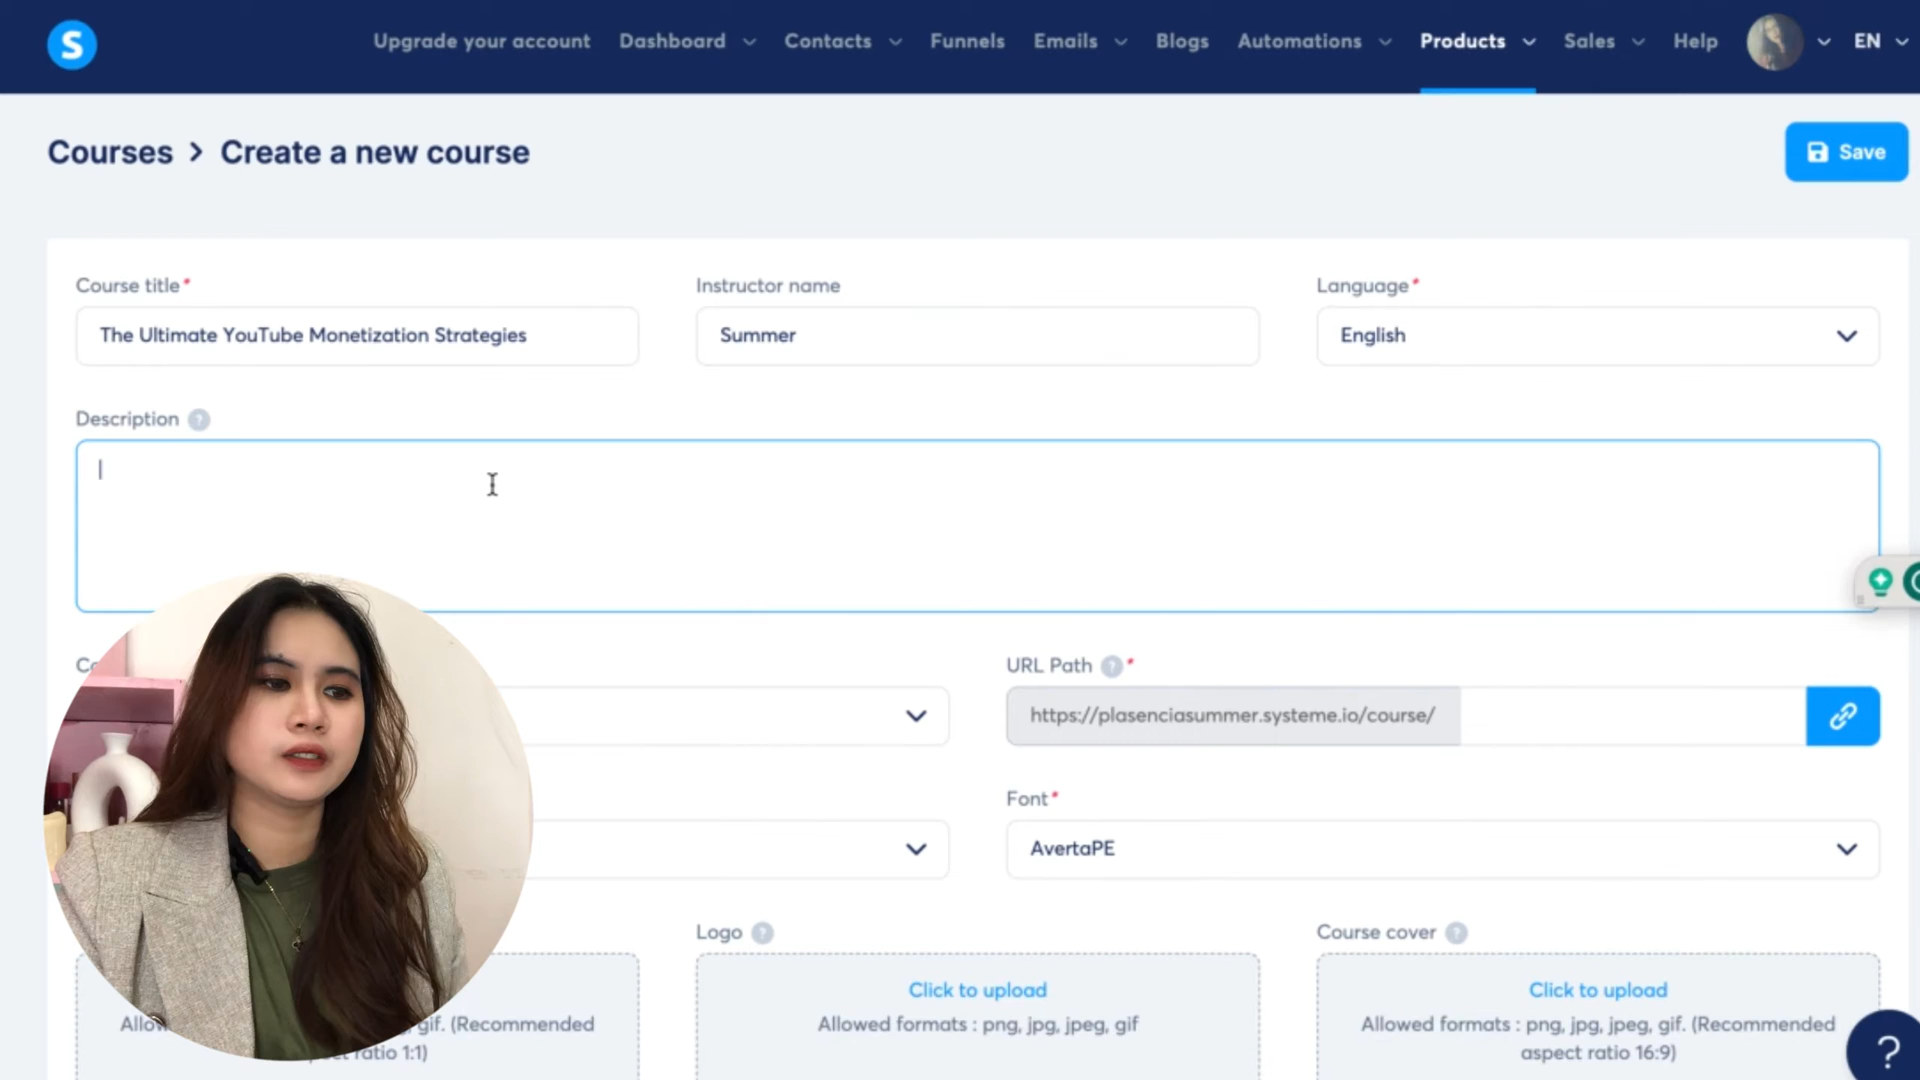 S
Upgrade your account Dashboard Contacts Funnels Emails Blogs Automations Products Sales Help EN
Courses > Create a new course
Save
Course title* Instructor name Language*
The Ultimate YouTube Monetization Strategies Summer English
Description ?
URL Path ? *
https://plasenciasummer.systeme.io/course/
Font*
AvertaPE
Logo ? Course cover ?
Click to upload Click to upload
gif. (Recommended Allowed formats : png, jpg, jpeg, gif Allowed formats : png, jpg, jpeg, gif. (Recommended
ratio 1:1) aspect ratio 16:9)
?